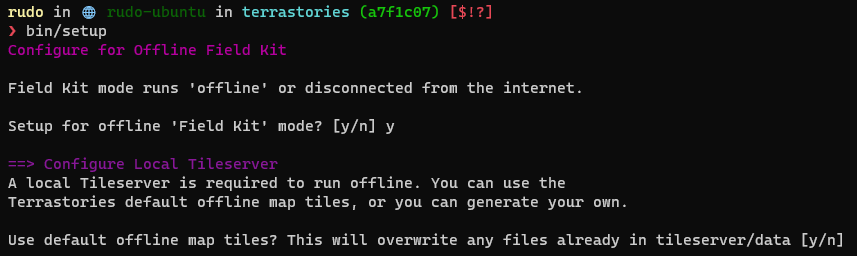 rudo in 🌐 rudo-ubuntu in terrastories (a7f1c07) [$!?]
❯ bin/setup
Configure for Offline Field Kit
Field Kit mode runs 'offline' or disconnected from the internet.
Setup for offline 'Field Kit' mode? [y/n] y
==> Configure Local Tileserver
A local Tileserver is required to run offline. You can use the
Terrastories default offline map tiles, or you can generate your own.
Use default offline map tiles? This will overwrite any files already in tileserver/data [y/n]